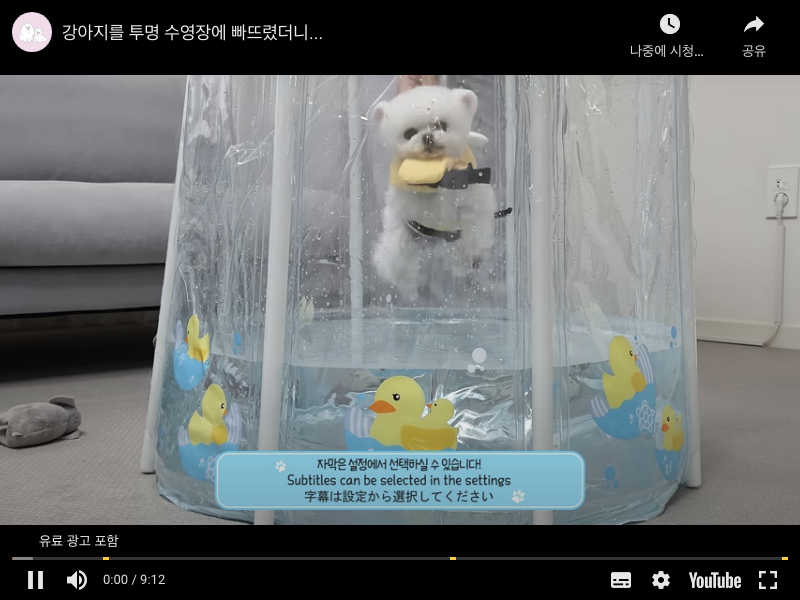 강아지를 투명 수영장에 빠뜨렸더니...
나중에 시청...
공유
자막은 설정에서 선택하실 수 있습니다!
Subtitles can be selected in the settings
字幕は設定から選択してください
유료 광고 포함
0:00 / 9:12
YouTube